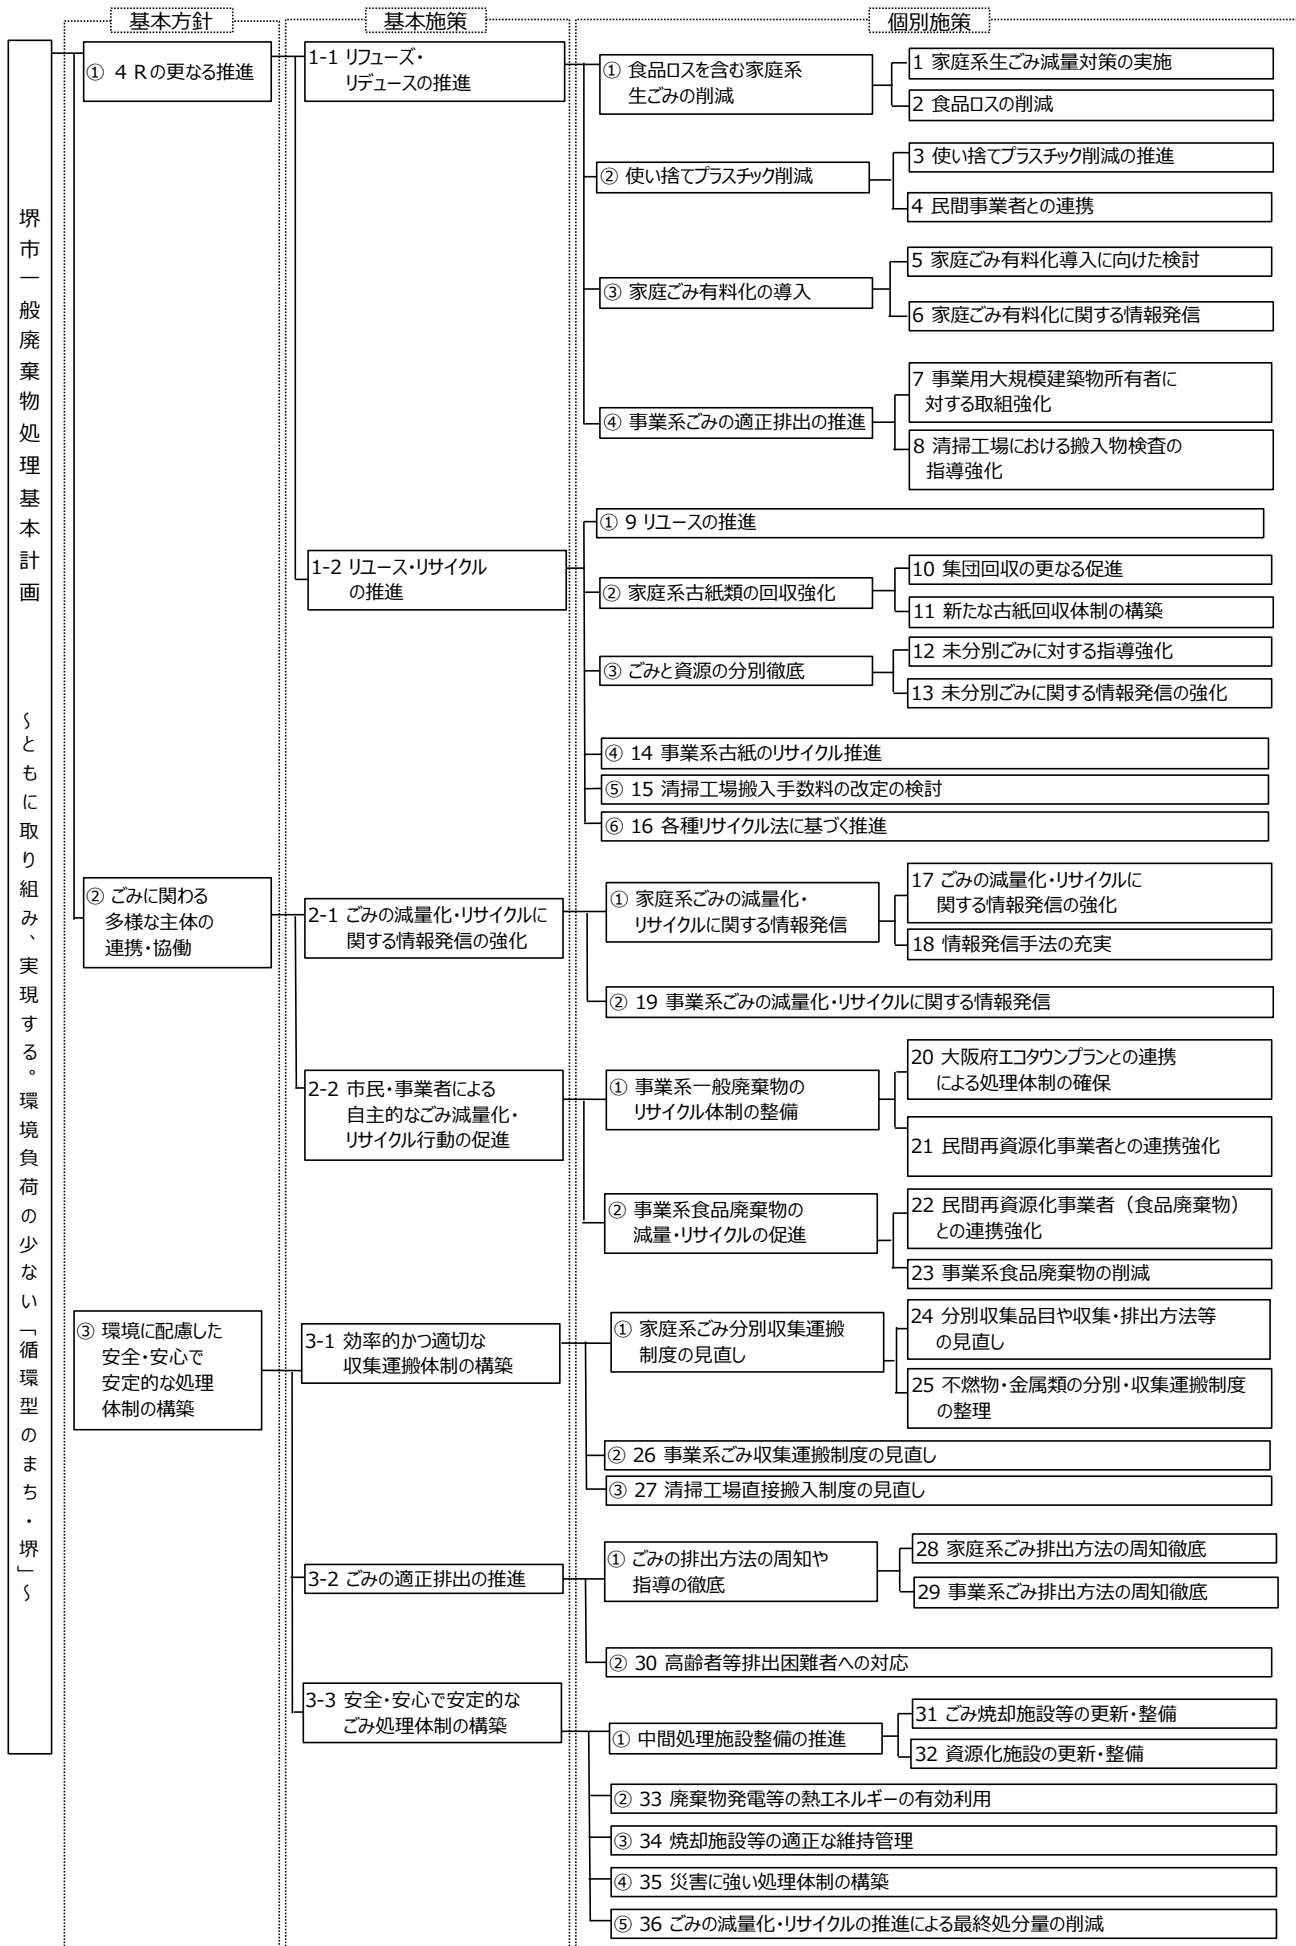 基本方針
基本施策
個別施策
堺市一般廃棄物処理基本計画
～ともに取り組み、実現する。環境負荷の少ない「循環型のまち・堺」～
① ４Ｒの更なる推進
1-1 リフューズ・
リデュースの推進
① 食品ロスを含む家庭系
生ごみの削減
1 家庭系生ごみ減量対策の実施
2 食品ロスの削減
② 使い捨てプラスチック削減
3 使い捨てプラスチック削減の推進
4 民間事業者との連携
③ 家庭ごみ有料化の導入
5 家庭ごみ有料化導入に向けた検討
6 家庭ごみ有料化に関する情報発信
④ 事業系ごみの適正排出の推進
7 事業用大規模建築物所有者に
対する取組強化
8 清掃工場における搬入物検査の
指導強化
1-2 リユース・リサイクル
の推進
① 9 リユースの推進
② 家庭系古紙類の回収強化
10 集団回収の更なる促進
11 新たな古紙回収体制の構築
③ ごみと資源の分別徹底
12 未分別ごみに対する指導強化
13 未分別ごみに関する情報発信の強化
④ 14 事業系古紙のリサイクル推進
⑤ 15 清掃工場搬入手数料の改定の検討
⑥ 16 各種リサイクル法に基づく推進
② ごみに関わる
多様な主体の
連携・協働
2-1 ごみの減量化・リサイクルに
関する情報発信の強化
① 家庭系ごみの減量化・
リサイクルに関する情報発信
17 ごみの減量化・リサイクルに
関する情報発信の強化
18 情報発信手法の充実
② 19 事業系ごみの減量化・リサイクルに関する情報発信
2-2 市民・事業者による
自主的なごみ減量化・
リサイクル行動の促進
① 事業系一般廃棄物の
リサイクル体制の整備
20 大阪府エコタウンプランとの連携
による処理体制の確保
21 民間再資源化事業者との連携強化
② 事業系食品廃棄物の
減量・リサイクルの促進
22 民間再資源化事業者（食品廃棄物）
との連携強化
23 事業系食品廃棄物の削減
③ 環境に配慮した
安全・安心で
安定的な処理
体制の構築
3-1 効率的かつ適切な
収集運搬体制の構築
① 家庭系ごみ分別収集運搬
制度の見直し
24 分別収集品目や収集・排出方法等
の見直し
25 不燃物・金属類の分別・収集運搬制度
の整理
② 26 事業系ごみ収集運搬制度の見直し
③ 27 清掃工場直接搬入制度の見直し
3-2 ごみの適正排出の推進
① ごみの排出方法の周知や
指導の徹底
28 家庭系ごみ排出方法の周知徹底
29 事業系ごみ排出方法の周知徹底
② 30 高齢者等排出困難者への対応
3-3 安全・安心で安定的な
ごみ処理体制の構築
① 中間処理施設整備の推進
31 ごみ焼却施設等の更新・整備
32 資源化施設の更新・整備
② 33 廃棄物発電等の熱エネルギーの有効利用
③ 34 焼却施設等の適正な維持管理
④ 35 災害に強い処理体制の構築
⑤ 36 ごみの減量化・リサイクルの推進による最終処分量の削減